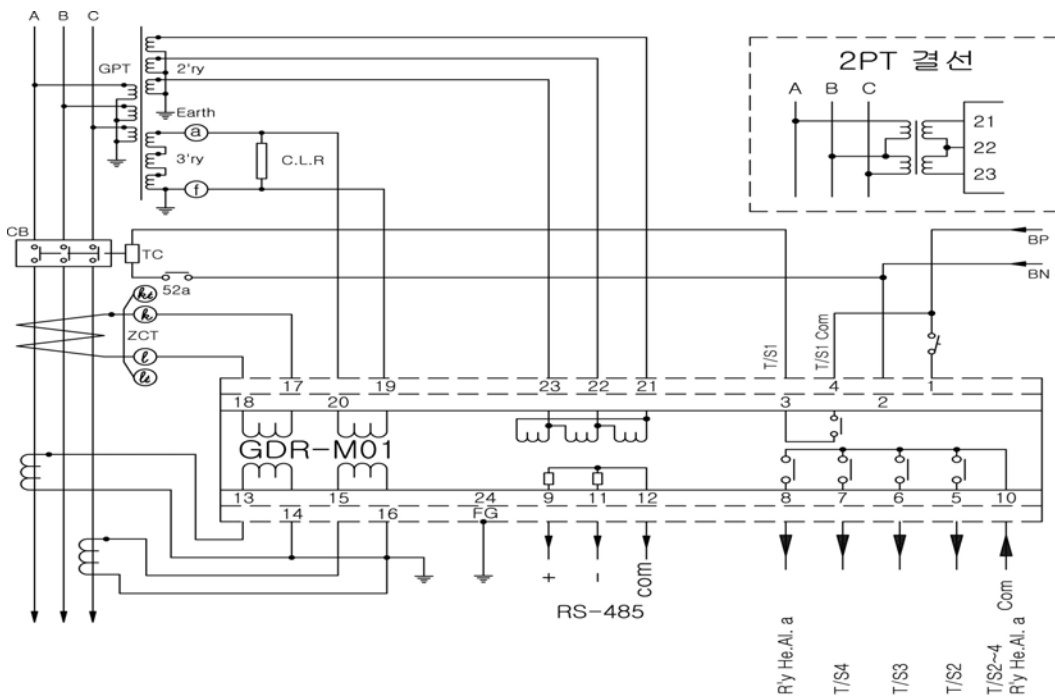 A B C
GPT
2'ry
Earth
a
3'ry
C.L.R
f
2PT 결선
A B C
21
22
23
CB
TC
52a
BP
BN
kt
k
ZCT
l
lt
T/S1
T/S1 Com
17 19 23 22 21 4 1
18 20 3 2
GDR-M01
13 15 24 9 11 12 8 7 6 5 10
14 16 FG
+
-
com
RS-485
R'y He.Al. a
T/S4
T/S3
T/S2
T/S2~4 Com
R'y He.Al. a